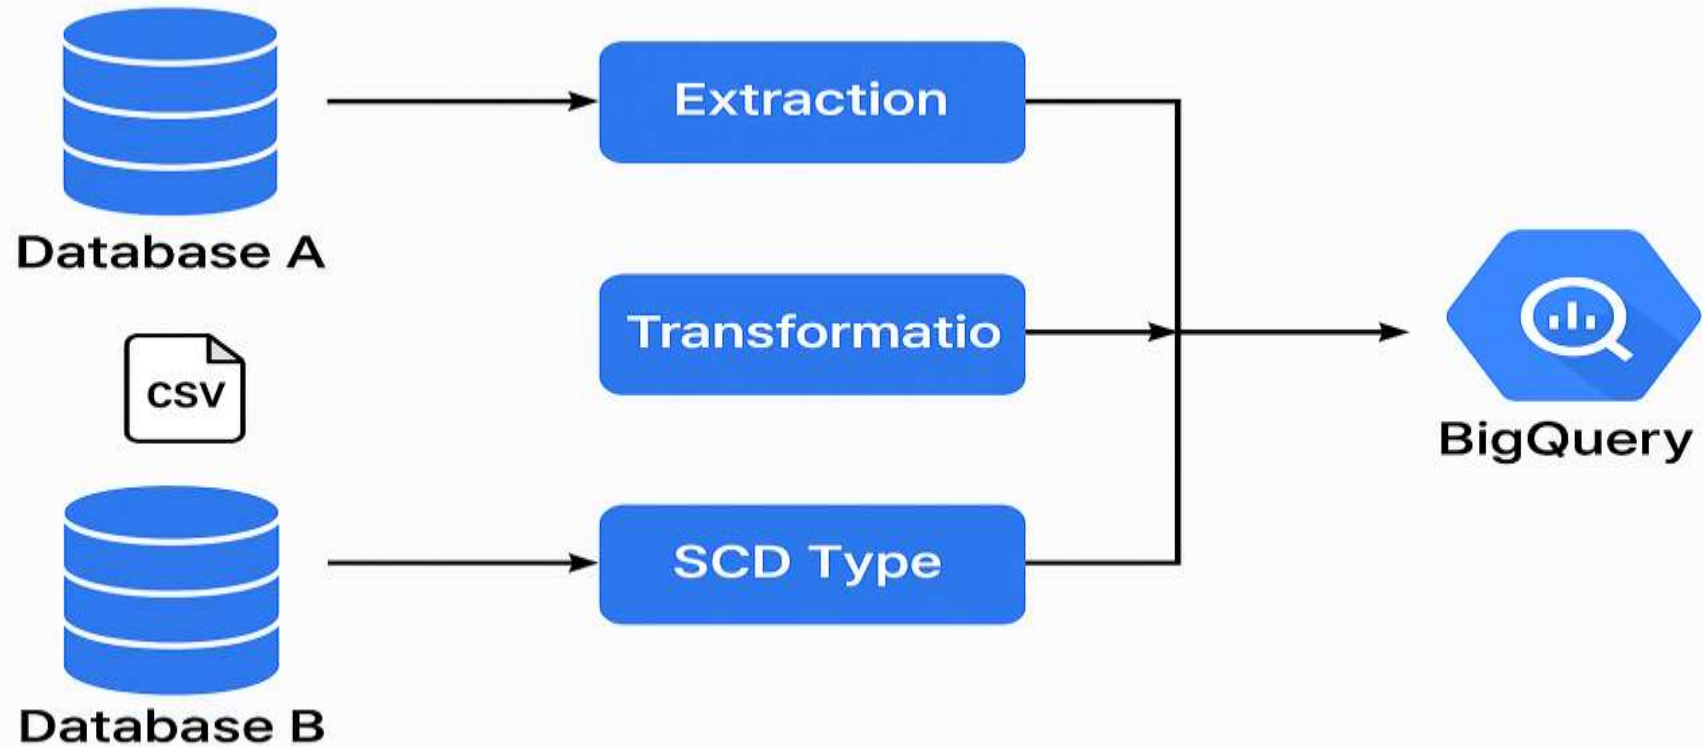 Extraction
Database A
Transformatio
CSV
BigQuery
SCD Type
Database B